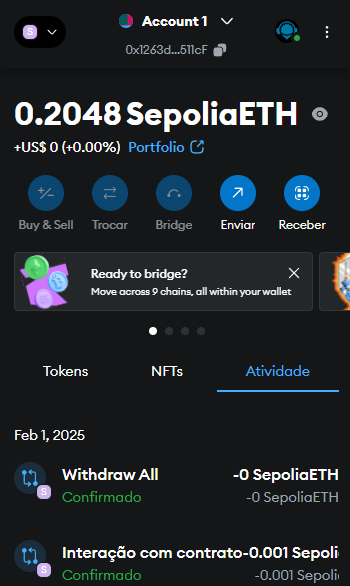 S
Account 1
0x1263d...511cF
0.2048 SepoliaETH
+US$ 0 (+0.00%) Portfolio
Buy & Sell
Trocar
Bridge
Enviar
Receber
Ready to bridge?
Move across 9 chains, all within your wallet
Tokens
NFTs
Atividade
Feb 1, 2025
Withdraw All
-0 SepoliaETH
S
Confirmado
-0 SepoliaETH
Interação com contrato
-0.001 Sepoli
S
Confirmado
-0.001 Sepoli